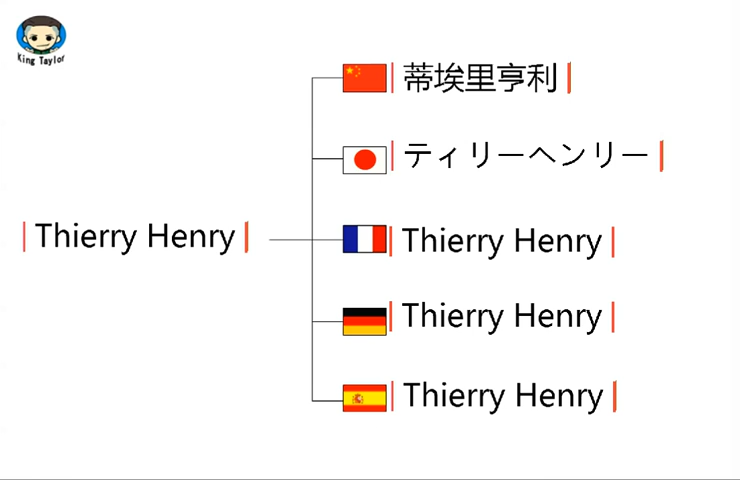 King Taylor
蒂埃里亨利
ティリーヘンリー
Thierry Henry
Thierry Henry
Thierry Henry
Thierry Henry